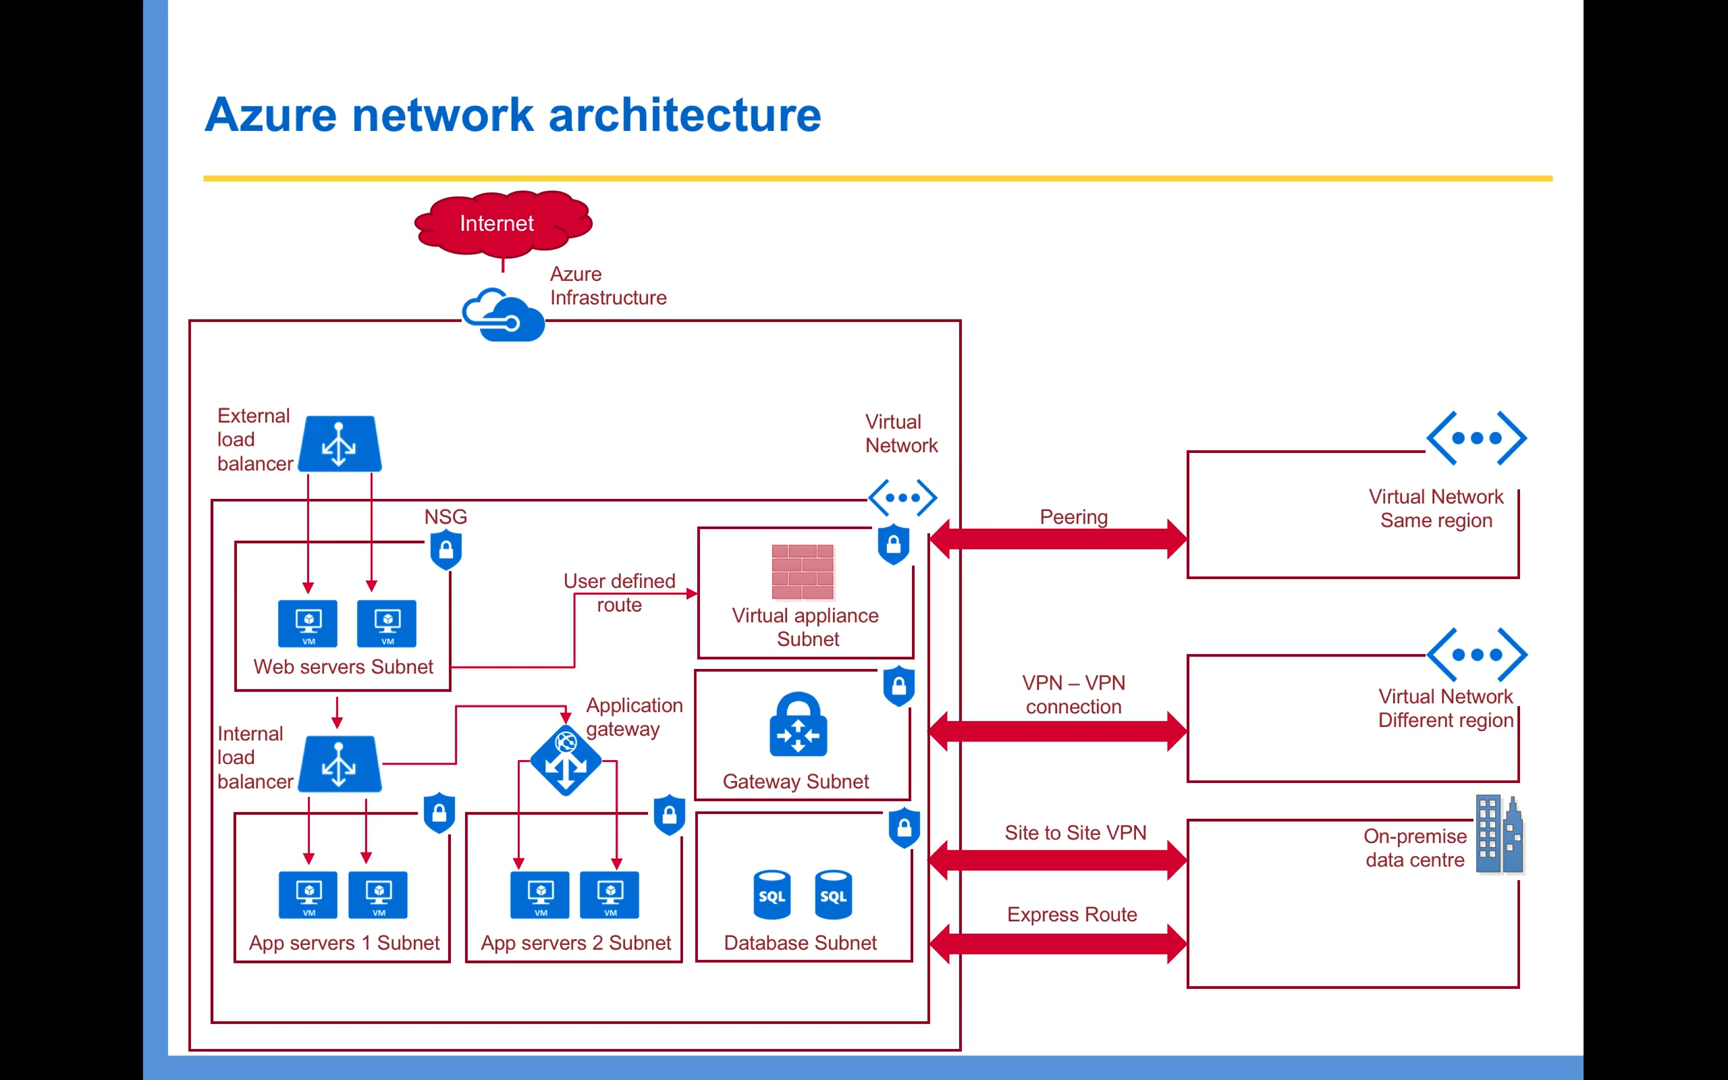 Azure network architecture
Internet
Azure
Infrastructure
External
load
balancer
Virtual
Network
NSG
VM
VM
Web servers Subnet
User defined
route
Virtual appliance
Subnet
Internal
load
balancer
Application
gateway
Gateway Subnet
VM
VM
App servers 1 Subnet
VM
VM
App servers 2 Subnet
SQL
SQL
Database Subnet
Peering
Virtual Network
Same region
VPN – VPN
connection
Virtual Network
Different region
Site to Site VPN
On-premise
data centre
Express Route